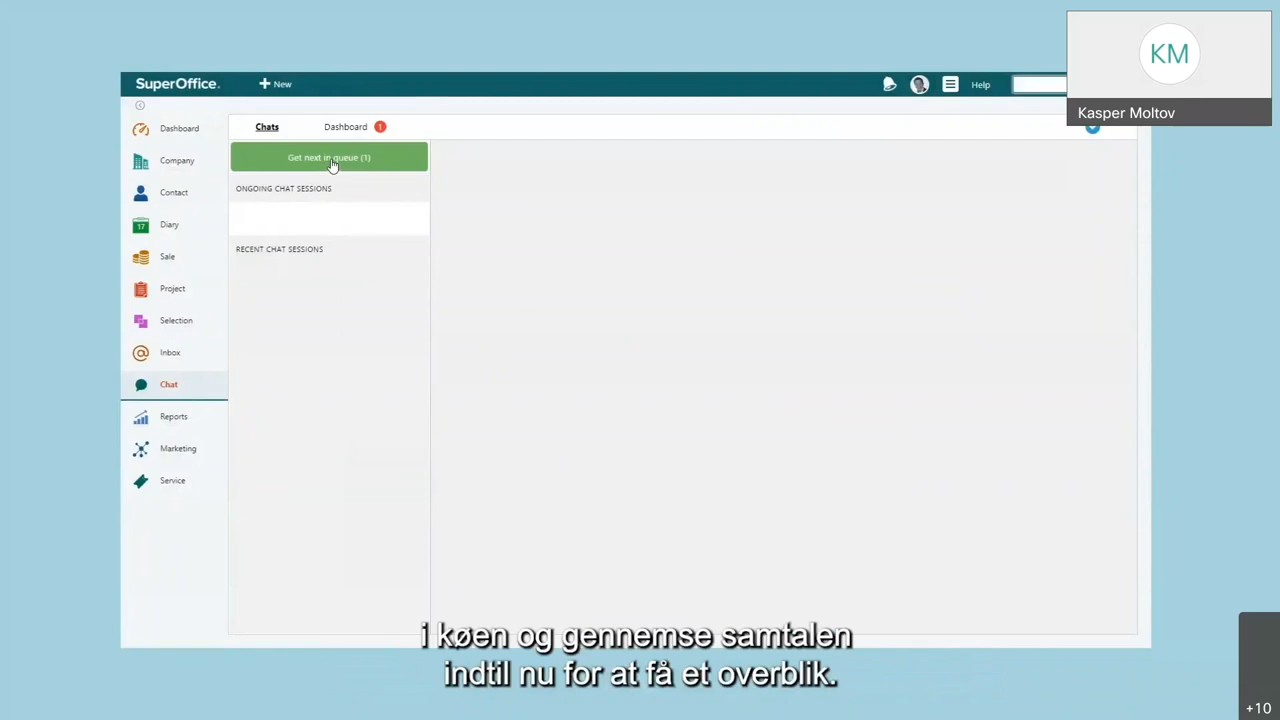 KM
Kasper Moltov
SuperOffice.
New
Help
Dashboard
Company
Contact
Diary
17
Sale
Project
Selection
Inbox
Chat
Reports
Marketing
Service
Chats
Dashboard 1
Get next in queue (1)
ONGOING CHAT SESSIONS
RECENT CHAT SESSIONS
i køen og gennemse samtalen
indtil nu for at få et overblik.
+10